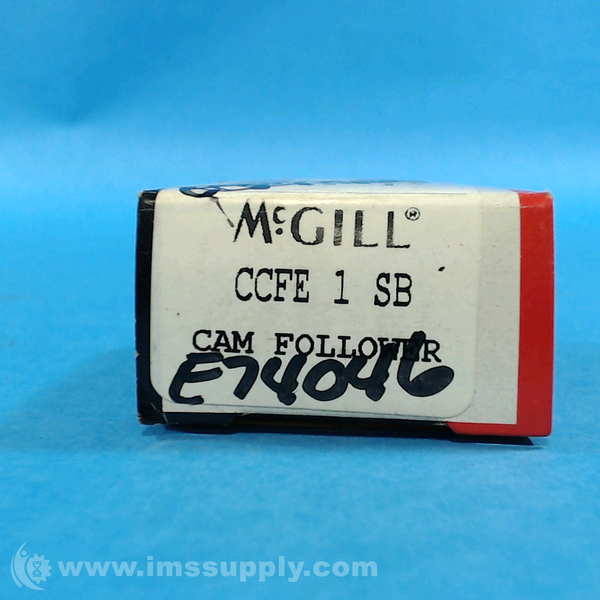 McGILL®
CCFE 1 SB
CAM FOLLOWER
E74046
www.imssupply.com